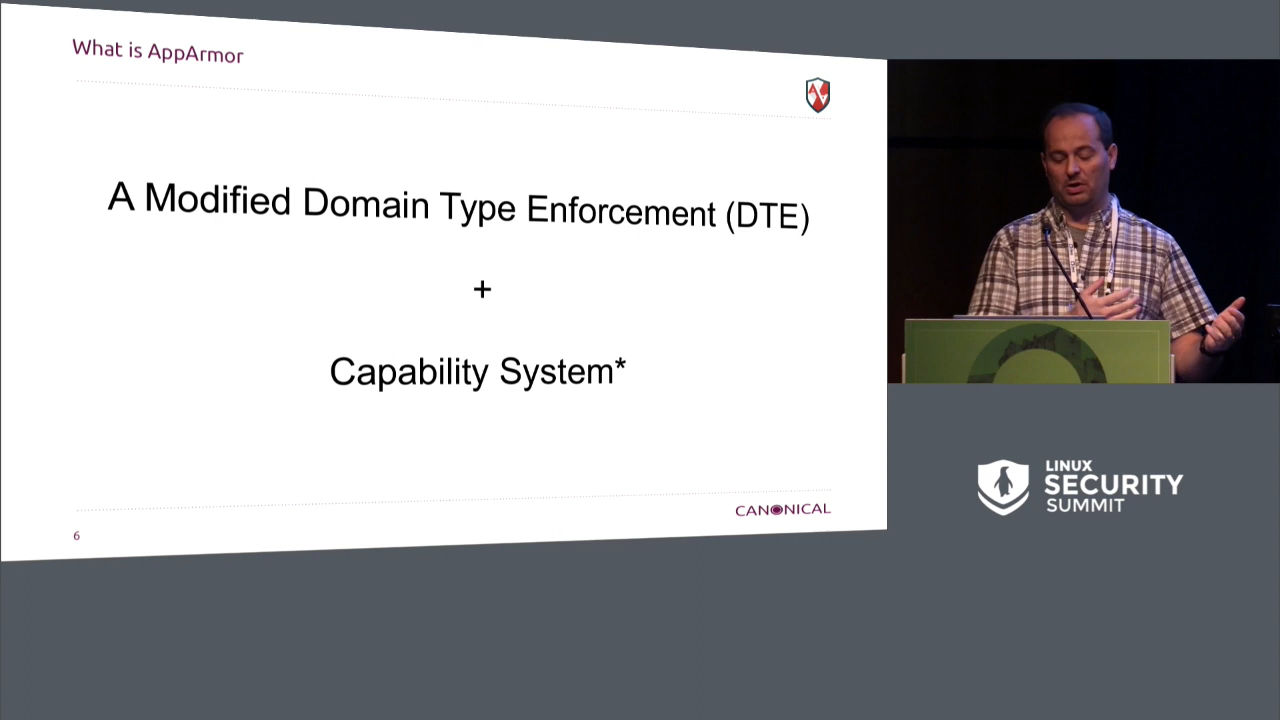 What is AppArmor
A Modified Domain Type Enforcement (DTE)
+
Capability System*
CANONICAL
6
LINUX
SECURITY
SUMMIT